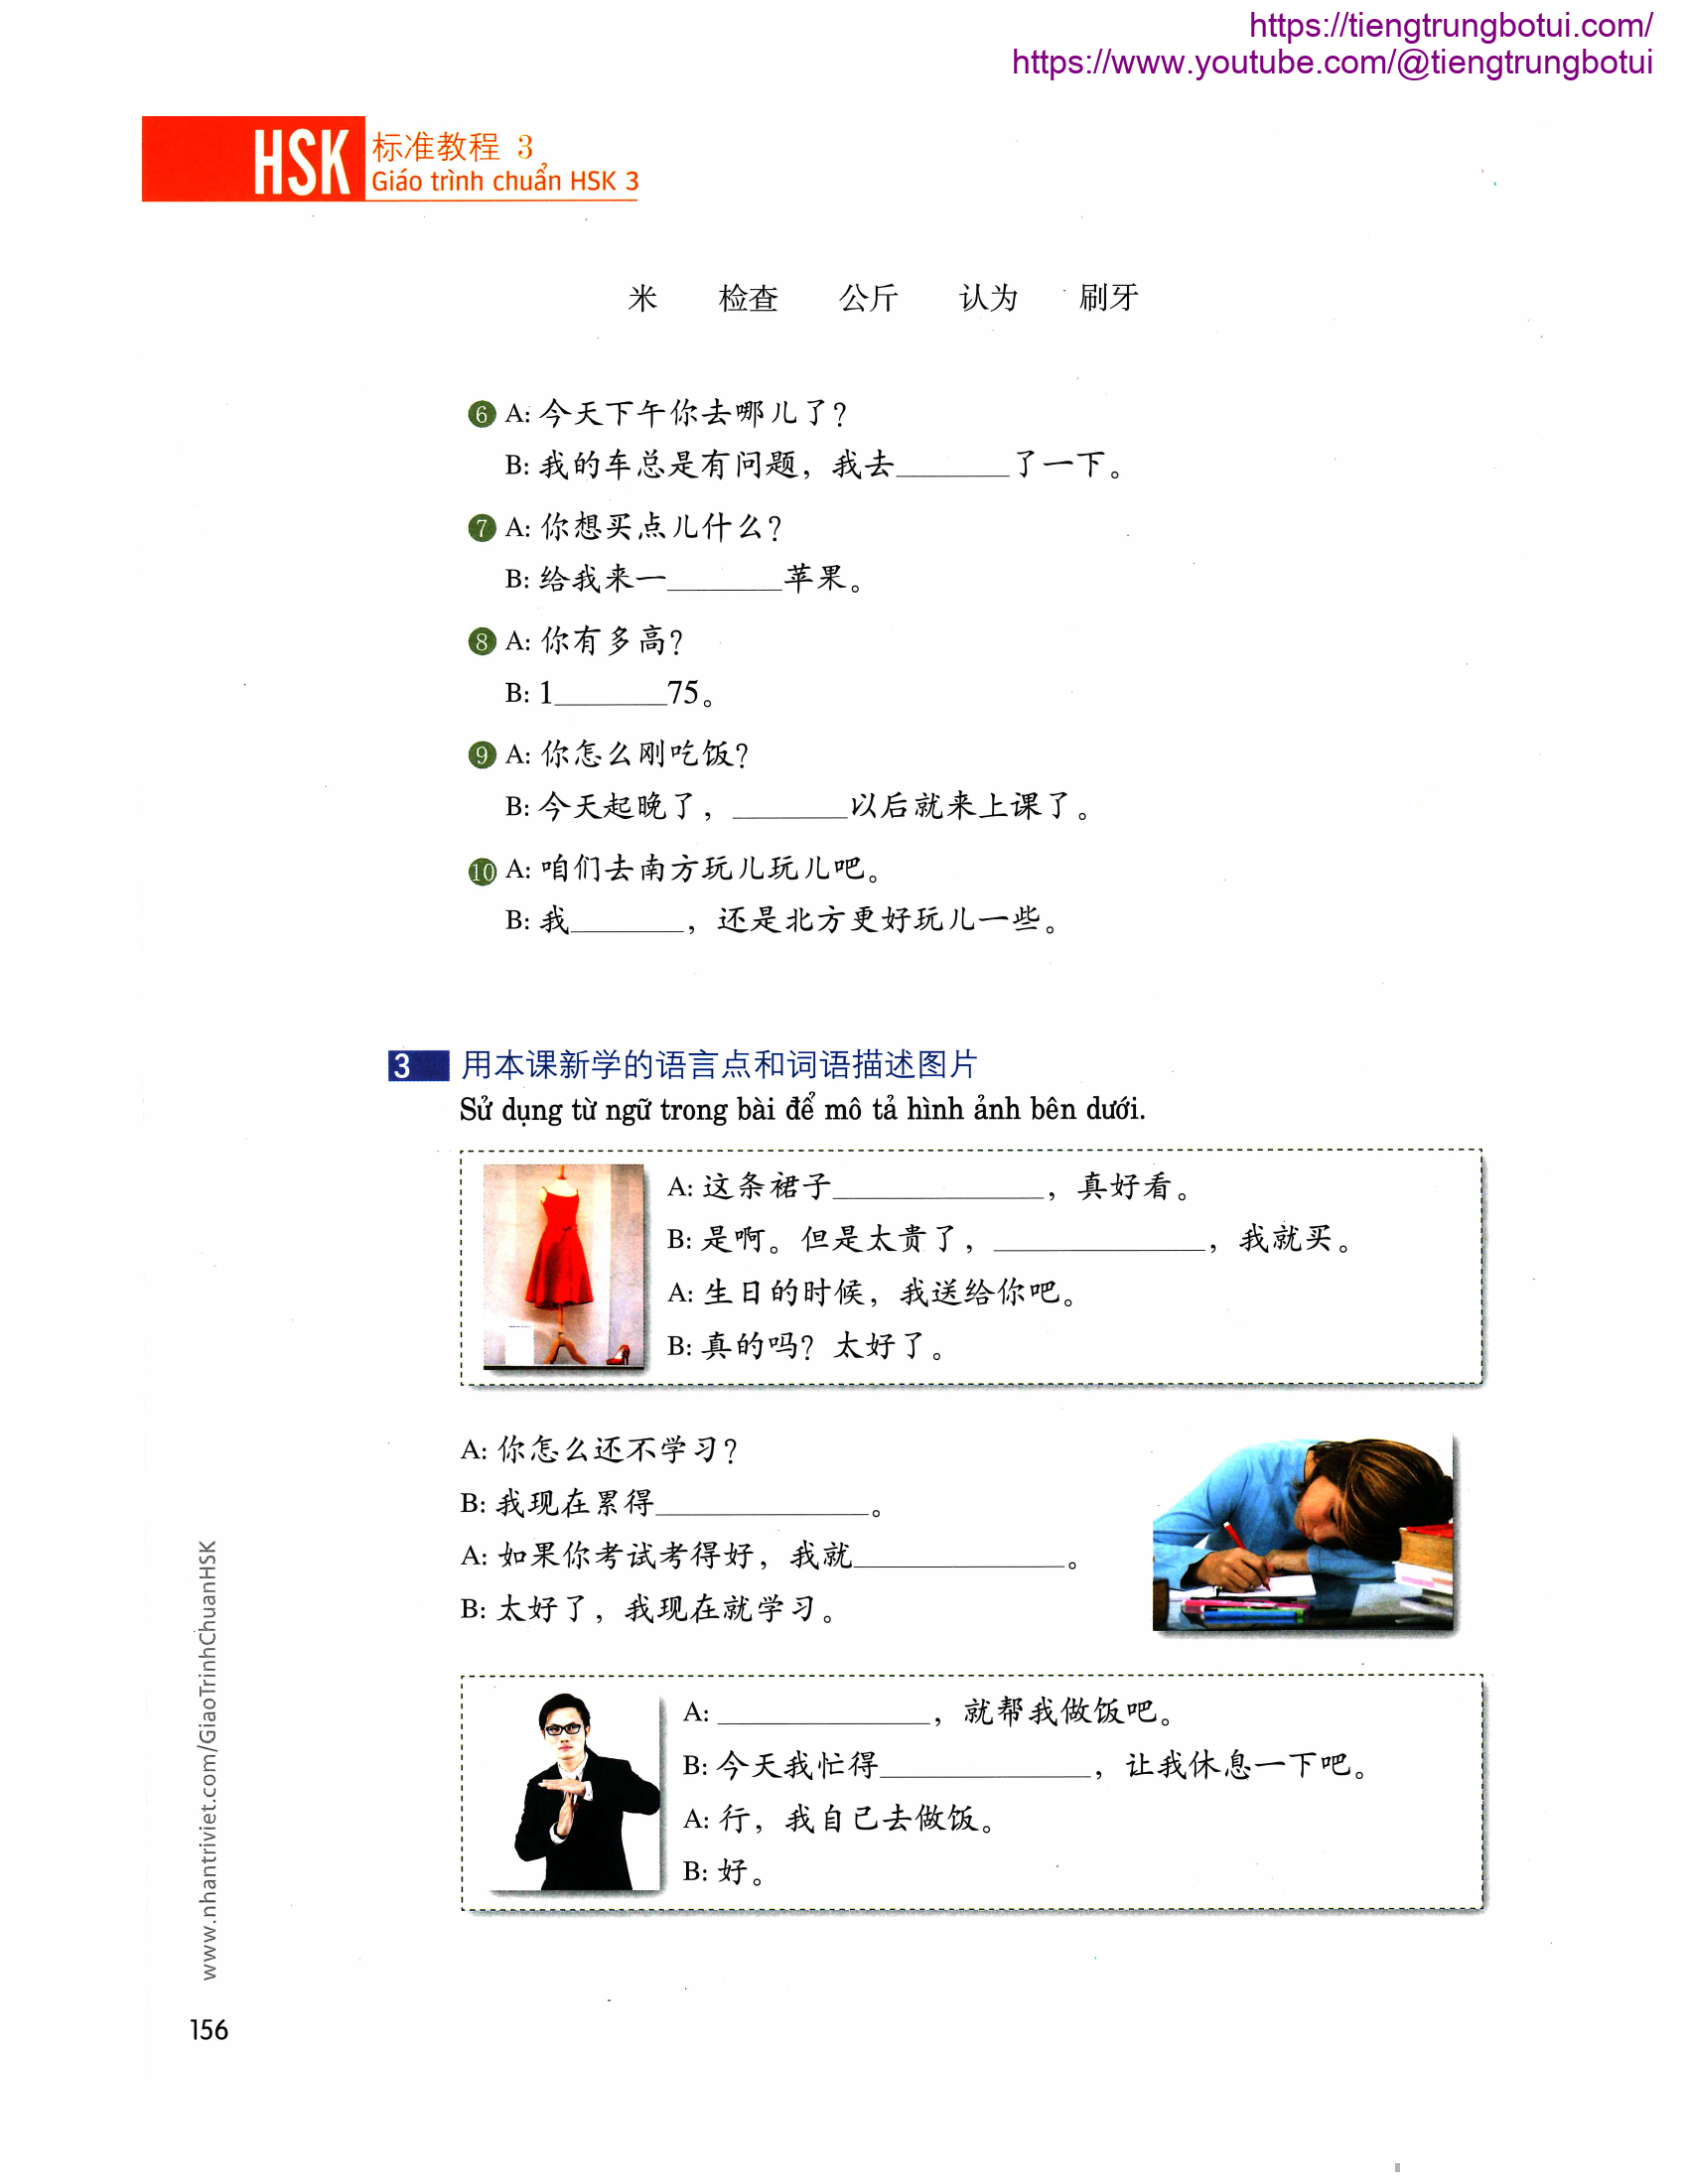 https://tiengtrungbotui.com/
https://www.youtube.com/@tiengtrungbotui
HSK 标准教程 3
Giáo trình chuẩn HSK 3
米 检查 公斤 认为 刷牙
6 A: 今天下午你去哪儿了?
B: 我的车总是有问题，我去________了一下。
7 A: 你想买点儿什么?
B: 给我来一________苹果。
8 A: 你有多高?
B: 1________75。
9 A: 你怎么刚吃饭?
B: 今天起晚了，________以后就来上课了。
10 A: 咱们去南方玩儿玩儿吧。
B: 我________，还是北方更好玩儿一些。
3 用本课新学的语言点和词语描述图片
Sử dụng từ ngữ trong bài để mô tả hình ảnh bên dưới.
A: 这条裙子______________，真好看。
B: 是啊。但是太贵了，______________，我就买。
A: 生日的时候，我送给你吧。
B: 真的吗? 太好了。
A: 你怎么还不学习?
B: 我现在累得______________。
A: 如果你考试考得好，我就______________。
B: 太好了，我现在就学习。
A: ______________，就帮我做饭吧。
B: 今天我忙得______________，让我休息一下吧。
A: 行，我自己去做饭。
B: 好。
www.nhantriviet.com/GiaoTrinhChuanHSK
156